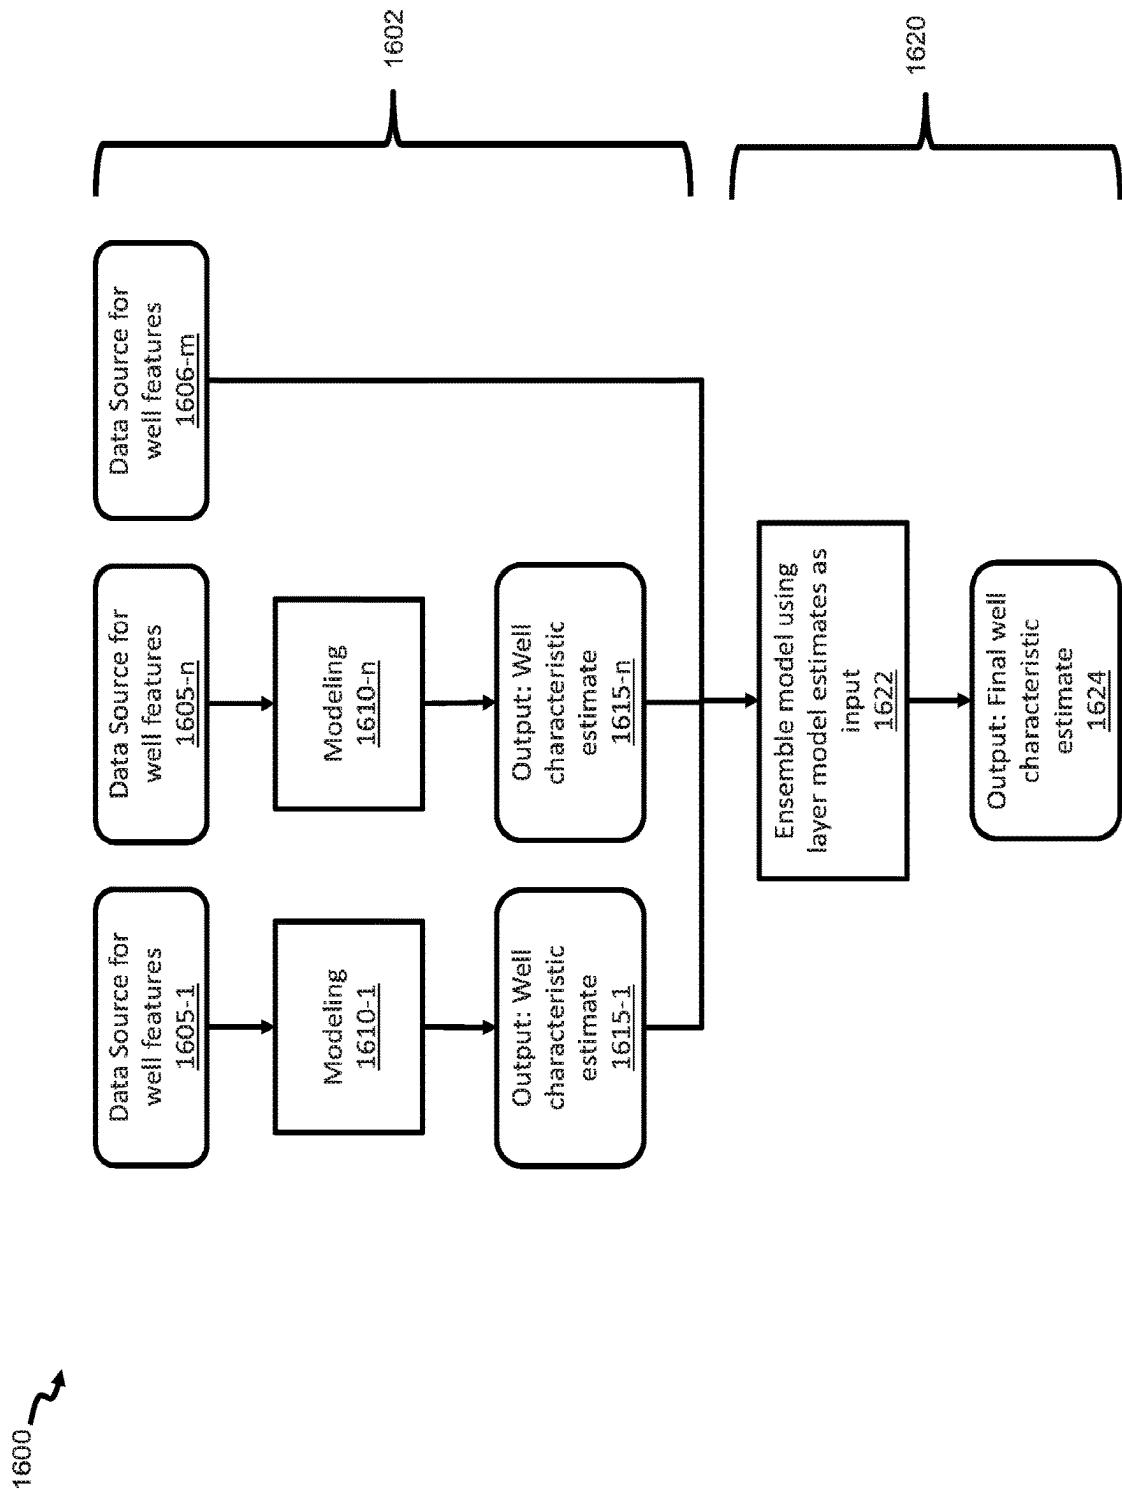 1600
Data Source for
well features
1605-1
Data Source for
well features
1605-n
Data Source for
well features
1606-m
Modeling
1610-1
Modeling
1610-n
Output: Well
characteristic
estimate
1615-1
Output: Well
characteristic
estimate
1615-n
1602
Ensemble model using
layer model estimates as
input
1622
Output: Final well
characteristic
estimate
1624
1620